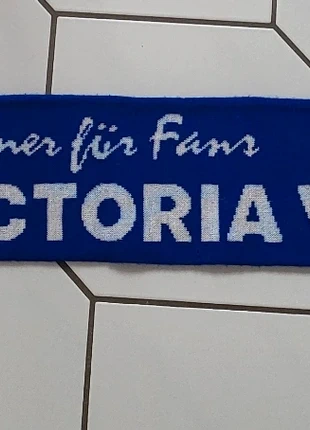 ner für Fans
CTORIA V